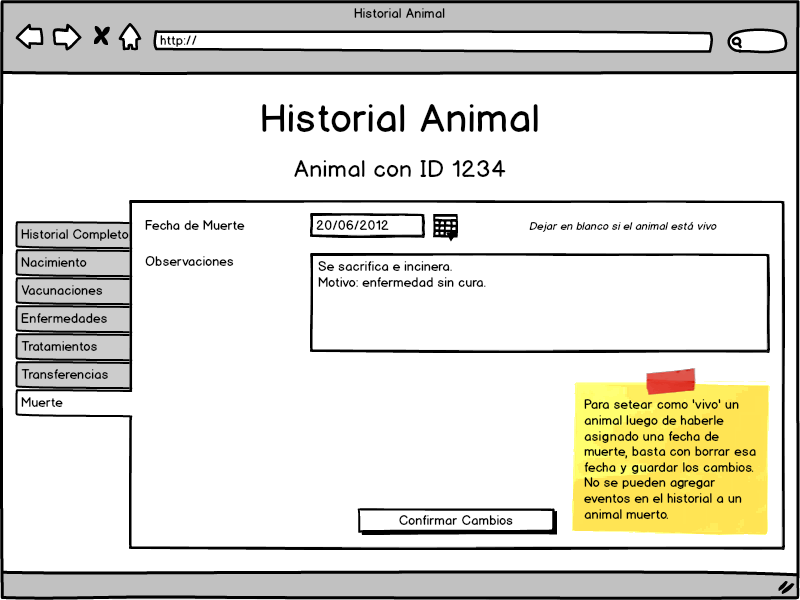 Historial Animal
http://
Historial Animal
Animal con ID 1234
Historial Completo
Nacimiento
Vacunaciones
Enfermedades
Tratamientos
Transferencias
Muerte
Fecha de Muerte
20/06/2012
Dejar en blanco si el animal está vivo
Observaciones
Se sacrifica e incinera.
Motivo: enfermedad sin cura.
Para setear como 'vivo' un
animal luego de haberle
asignado una fecha de
muerte, basta con borrar esa
fecha y guardar los cambios.
No se pueden agregar
eventos en el historial a un
animal muerto.
Confirmar Cambios